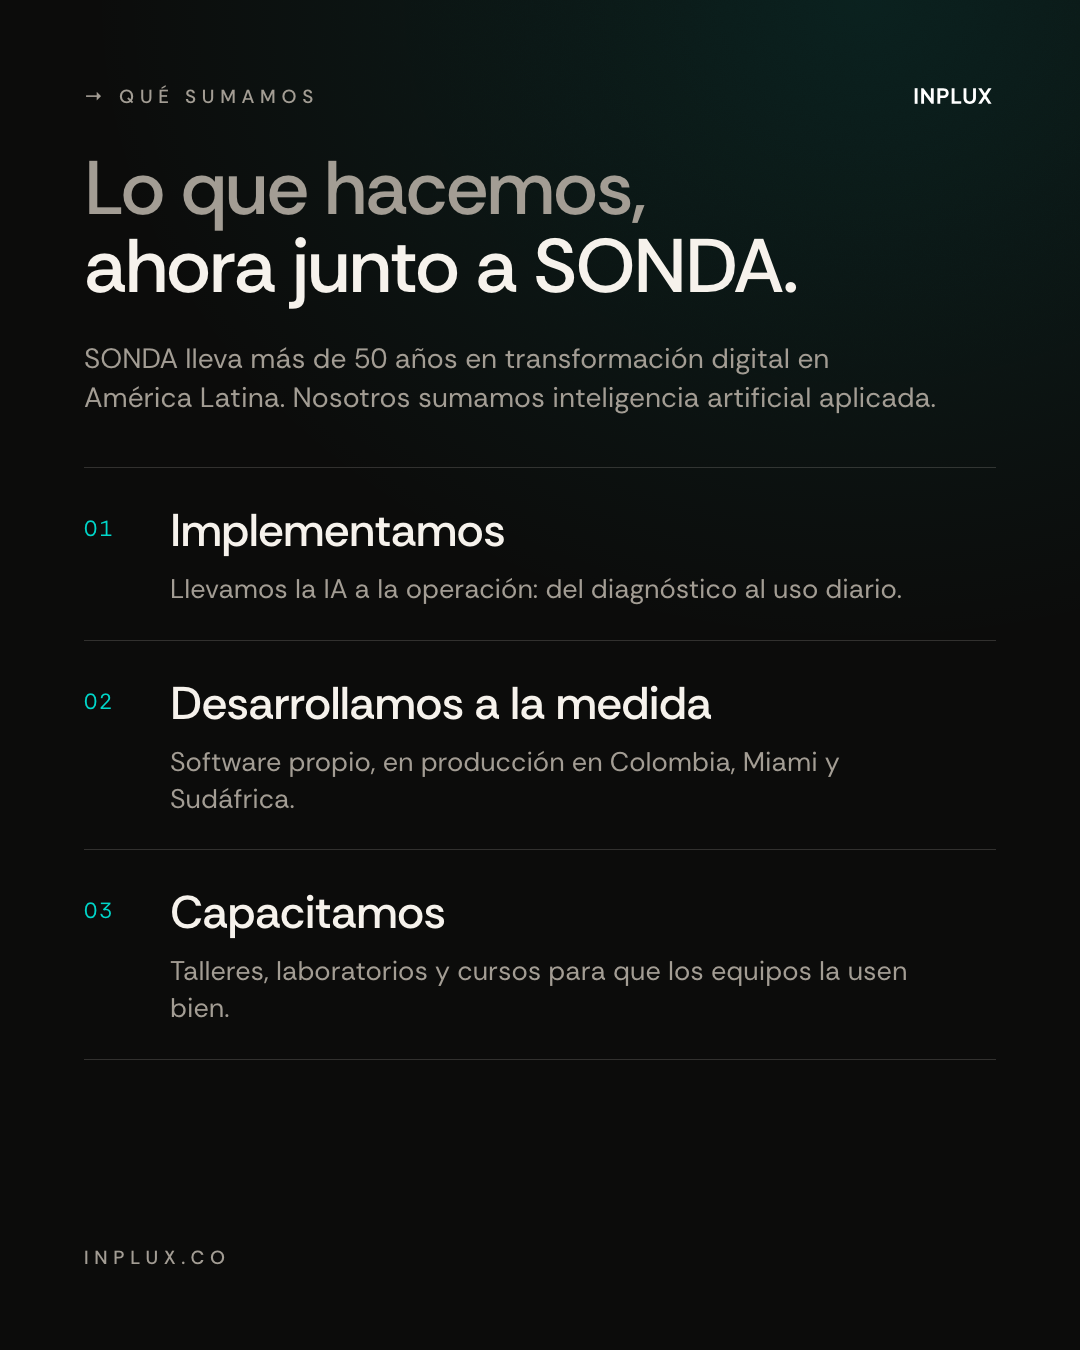 → QUÉ SUMAMOS
INPLUX
Lo que hacemos,
ahora junto a SONDA.
SONDA lleva más de 50 años en transformación digital en
América Latina. Nosotros sumamos inteligencia artificial aplicada.
01
Implementamos
Llevamos la IA a la operación: del diagnóstico al uso diario.
02
Desarrollamos a la medida
Software propio, en producción en Colombia, Miami y
Sudáfrica.
03
Capacitamos
Talleres, laboratorios y cursos para que los equipos la usen
bien.
INPLUX.CO